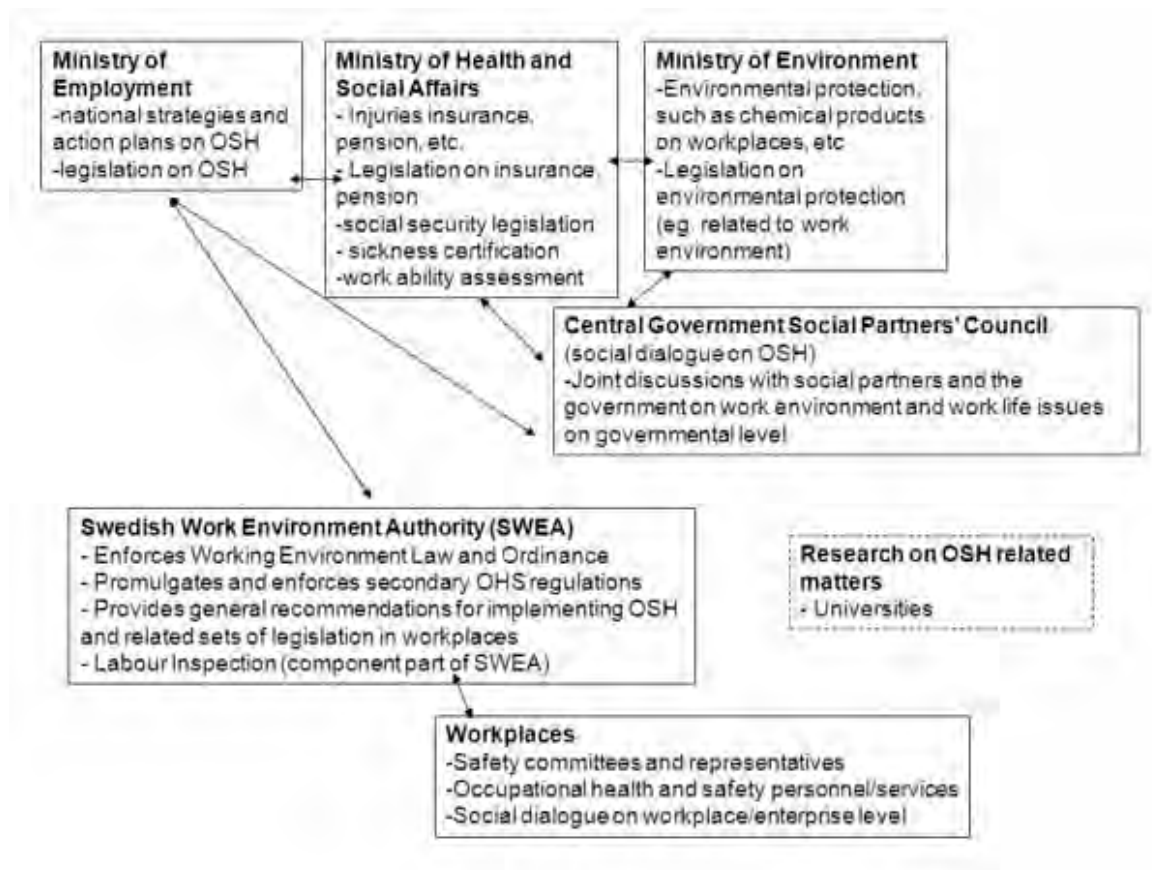 Ministry of
Employment
-national strategies and
action plans on OSH
-legislation on OSH
Ministry of Health and
Social Affairs
- Injuries insurance,
pension, etc.
- Legislation on insurance,
pension
-social security legislation
- sickness certification
-work ability assessment
Ministry of Environment
-Environmental protection,
such as chemical products
on workplaces, etc
-Legislation on
environmental protection
(eg. related to work
environment)
Central Government Social Partners' Council
(social dialogue on OSH)
-Joint discussions with social partners and the
government on work environment and work life issues
on governmental level
Swedish Work Environment Authority (SWEA)
- Enforces Working Environment Law and Ordinance
- Promulgates and enforces secondary OHS regulations
- Provides general recommendations for implementing OSH
and related sets of legislation in workplaces
- Labour Inspection (component part of SWEA)
Research on OSH related
matters
- Universities
Workplaces
-Safety committees and representatives
-Occupational health and safety personnel/services
-Social dialogue on workplace/enterprise level